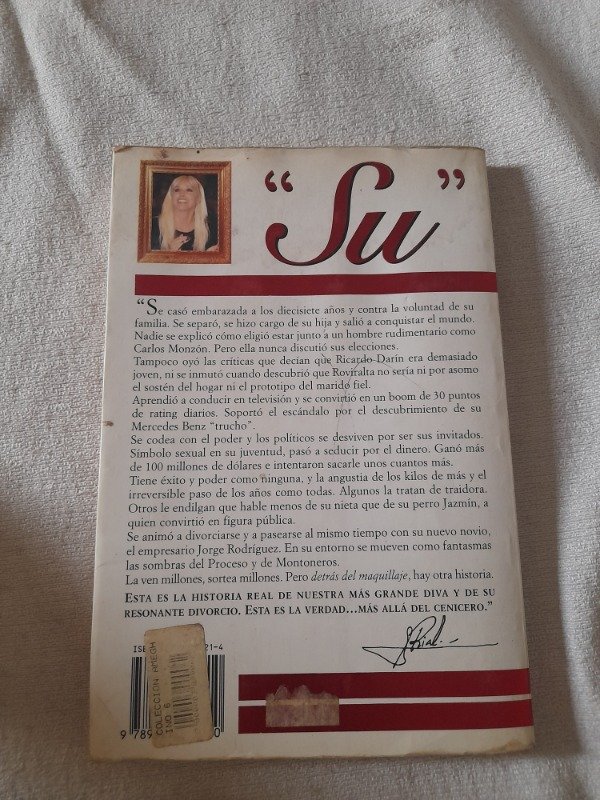 “Su”
“Se casó embarazada a los diecisiete años y contra la voluntad de su
familia. Se separó, se hizo cargo de su hija y salió a conquistar el mundo.
Nadie se explicó cómo eligió estar junto a un hombre rudimentario como
Carlos Monzón. Pero ella nunca discutió sus elecciones.
Tampoco oyó las críticas que decían que Ricardo Darín era demasiado
joven, ni se inmutó cuando descubrió que Roviralta no sería ni por asomo
el sostén del hogar ni el prototipo del marido fiel.
Aprendió a conducir en televisión y se convirtió en un boom de 30 puntos
de rating diarios. Soportó el escándalo por el descubrimiento de su
Mercedes Benz “trucho”.
Se codea con el poder y los políticos se desviven por ser sus invitados.
Símbolo sexual en su juventud, pasó a seducir por el dinero. Ganó más
de 100 millones de dólares e intentaron sacarle unos cuantos más.
Tiene éxito y poder como ninguna, y la angustia de los kilos de más y el
irreversible paso de los años como todas. Algunos la tratan de traidora.
Otros le endilgan que hable menos de su nieta que de su perro Jazmín, a
quien convirtió en figura pública.
Se animó a divorciarse y a pasearse al mismo tiempo con su nuevo novio,
el empresario Jorge Rodríguez. En su entorno se mueven como fantasmas
las sombras del Proceso y de Montoneros.
La ven millones, sortea millones. Pero detrás del maquillaje, hay otra historia.
ESTA ES LA HISTORIA REAL DE NUESTRA MÁS GRANDE DIVA Y DE SU
RESONANTE DIVORCIO. ESTA ES LA VERDAD...MÁS ALLÁ DEL CENICERO.”
J Rial
ISB 21-4
COLECCION AMEGH
IND 6
9 789 0